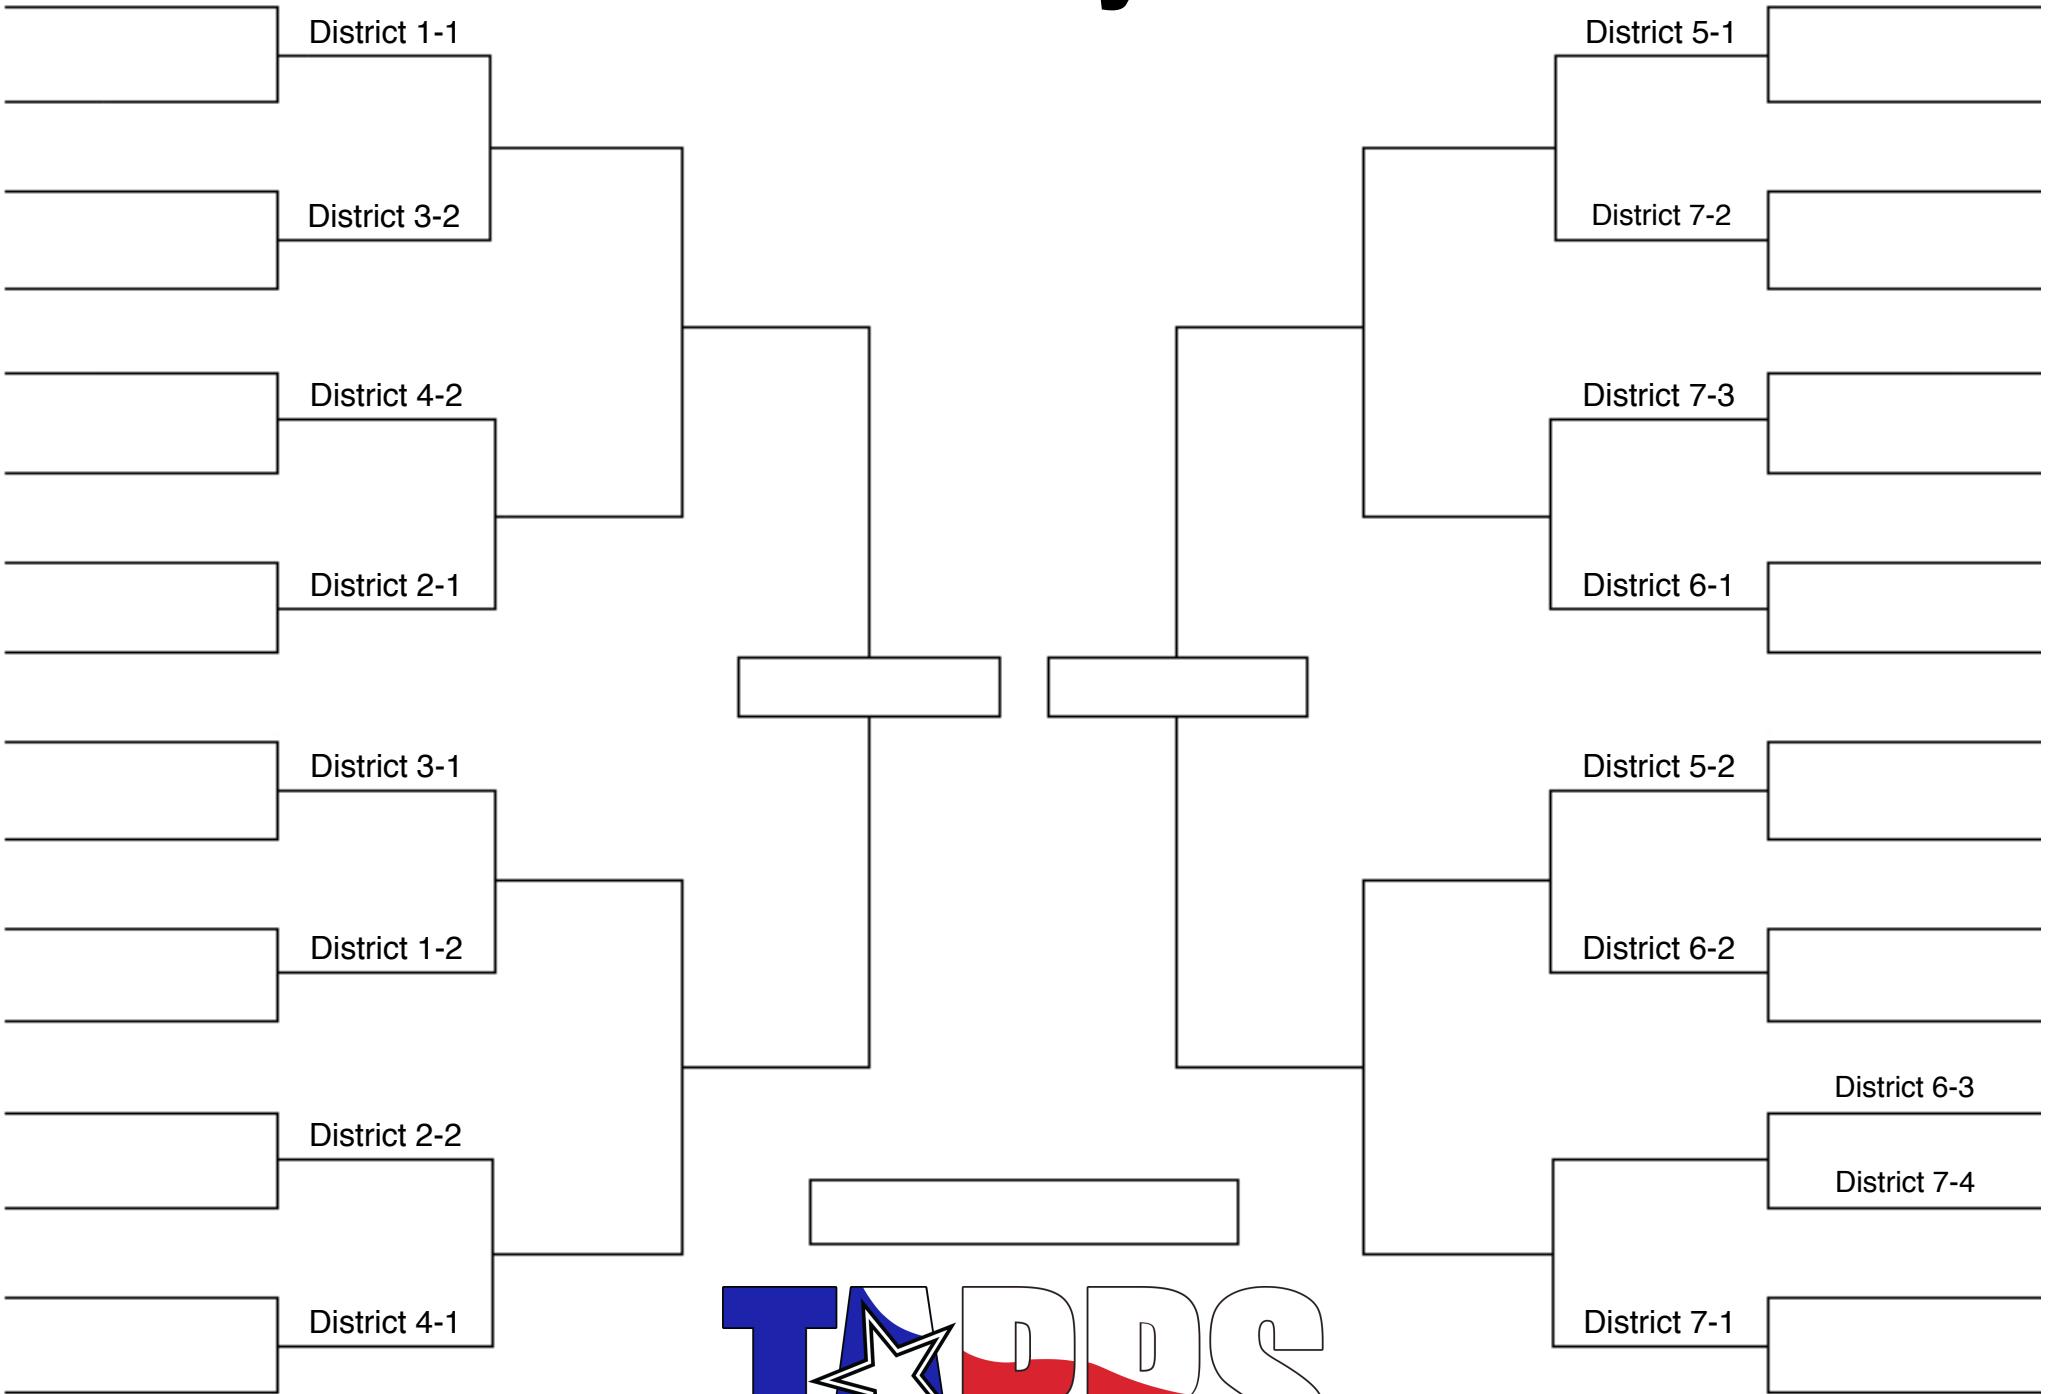 District 1-1
District 3-2
District 4-2
District 2-1
District 3-1
District 1-2
District 2-2
District 4-1
District 5-1
District 7-2
District 7-3
District 6-1
District 5-2
District 6-2
District 6-3
District 7-4
District 7-1
TAPPS